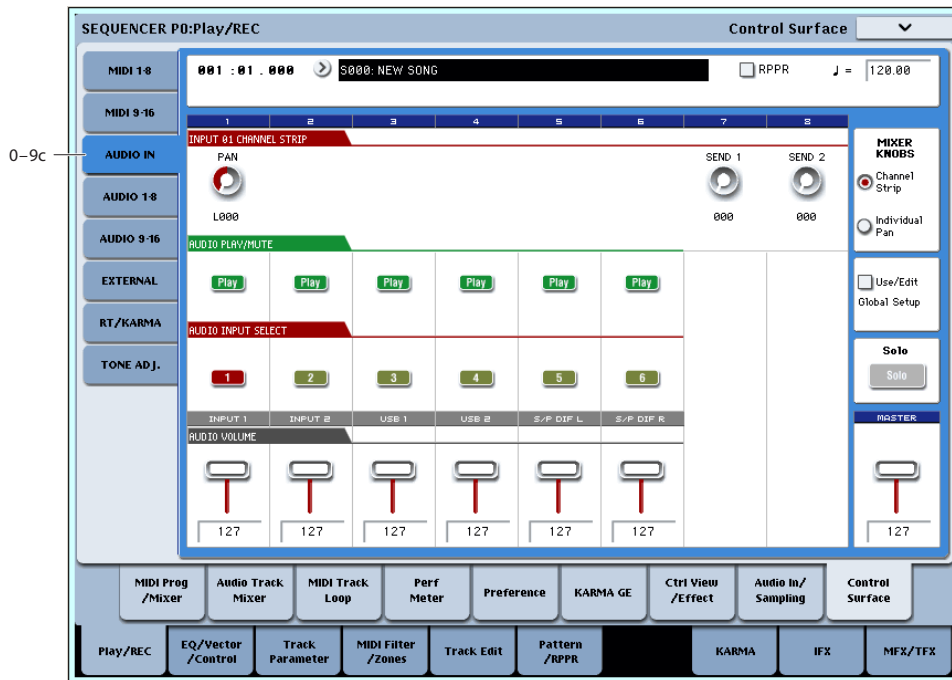 SEQUENCER P0:Play/REC
Control Surface
MIDI 1-8
MIDI 9-16
AUDIO IN
AUDIO 1-8
AUDIO 9-16
EXTERNAL
RT/KARMA
TONE ADJ.
0–9c
001 :01 . 000
S000: NEW SONG
RPPR
♩ = 120.00
1 2 3 4 5 6 7 8
INPUT 01 CHANNEL STRIP
PAN
SEND 1
SEND 2
L000
000
000
AUDIO PLAY/MUTE
Play Play Play Play Play Play
AUDIO INPUT SELECT
1 2 3 4 5 6
INPUT 1 INPUT 2 USB 1 USB 2 S/P DIF L S/P DIF R
AUDIO VOLUME
127 127 127 127 127 127
MIXER
KNOBS
Channel
Strip
Individual
Pan
Use/Edit
Global Setup
Solo
Solo
MASTER
127
MIDI Prog
/Mixer
Audio Track
Mixer
MIDI Track
Loop
Perf
Meter
Preference
KARMA GE
Ctrl View
/Effect
Audio In/
Sampling
Control
Surface
Play/REC
EQ/Vector
/Control
Track
Parameter
MIDI Filter
/Zones
Track Edit
Pattern
/RPPR
KARMA
IFX
MFX/TFX